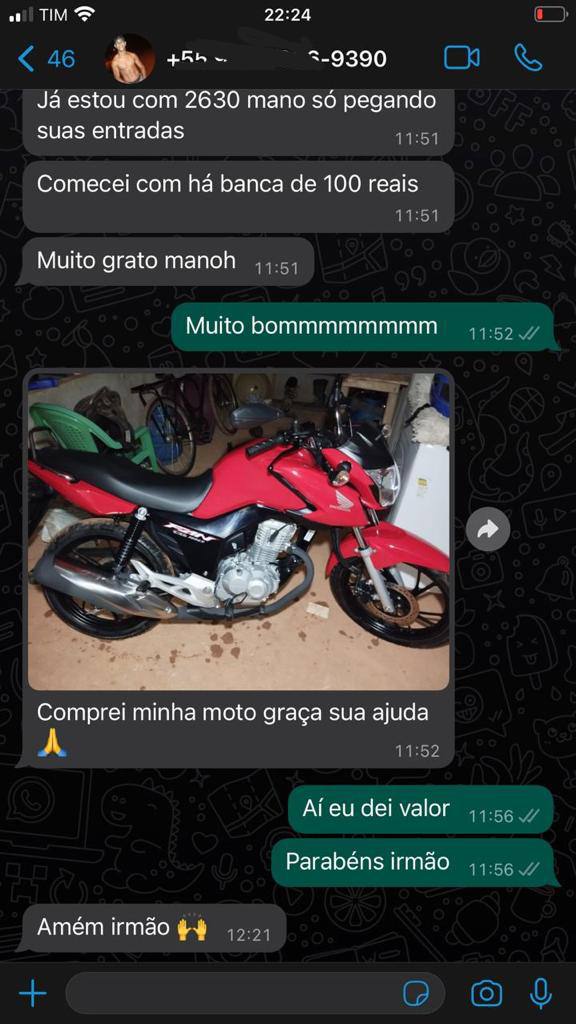 TIM
22:24
46
6-9390
Já estou com 2630 mano só pegando
suas entradas
11:51
Comecei com há banca de 100 reais
11:51
Muito grato manoh 11:51
Muito bommmmmmmm 11:52
HONDA
FAN
Comprei minha moto graça sua ajuda
🙏
11:52
Aí eu dei valor 11:56
Parabéns irmão 11:56
Amém irmão 🙌 12:21